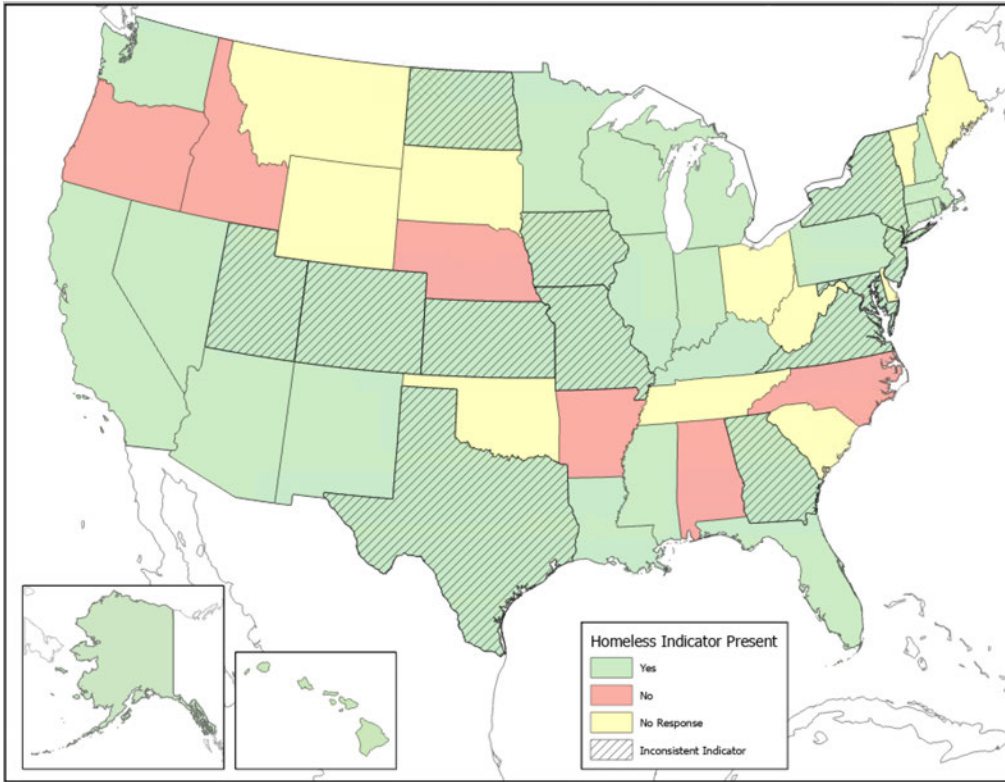 Homeless Indicator Present
Yes
No
No Response
Inconsistent Indicator